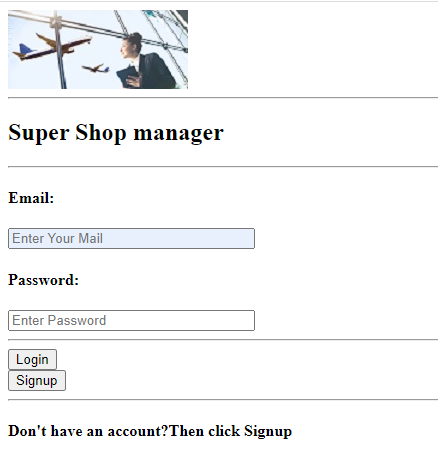 Super Shop manager
Email:
Enter Your Mail
Password:
Enter Password
Login
Signup
Don't have an account?Then click Signup